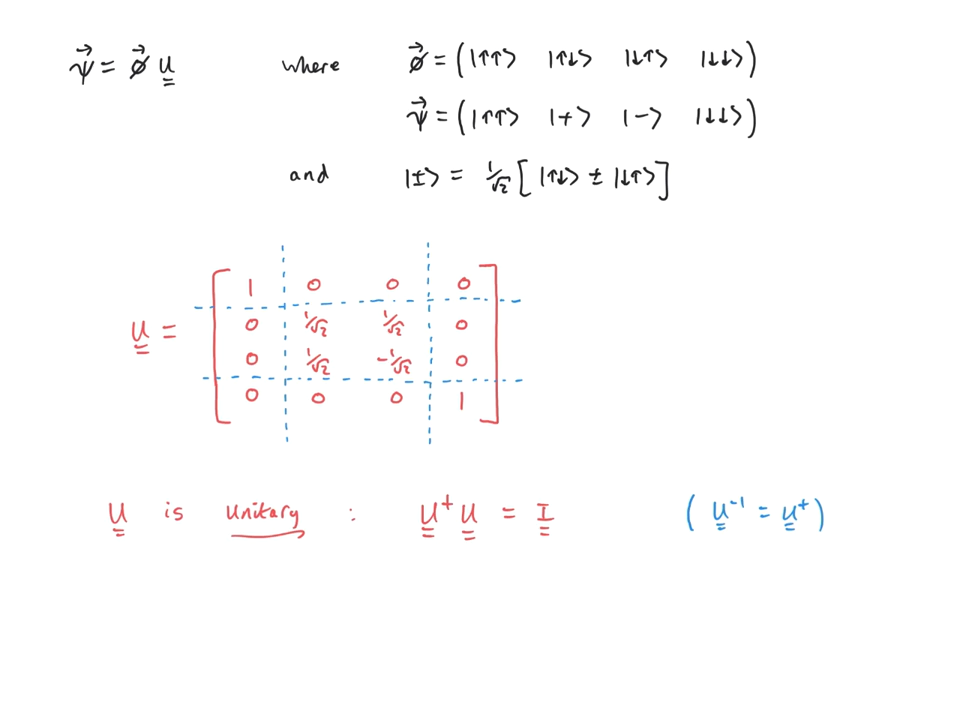 ψ⃗ = ϕ⃗ U̳ where ϕ⃗ = ( |↑↑> |↑↓> |↓↑> |↓↓> )
ψ⃗ = ( |↑↑> |+> |-> |↓↓> )
and |±> = 1/√2 [ |↑↓> ± |↓↑> ]
U̳ = [ 1 0 0 0
0 1/√2 1/√2 0
0 1/√2 -1/√2 0
0 0 0 1 ]
U̳ is unitary : U̳† U̳ = I̳ ( U̳⁻¹ = U̳† )